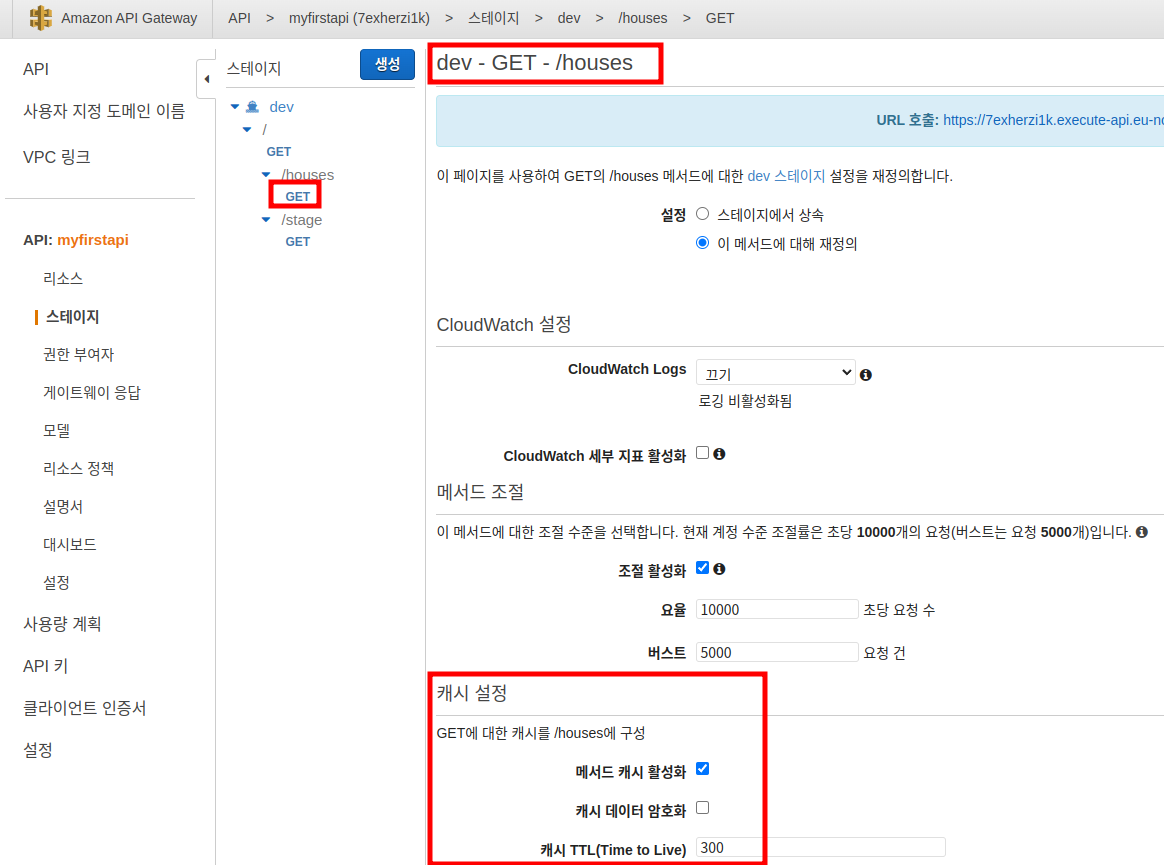 Amazon API Gateway
API > myfirstapi (7exherzi1k) > 스테이지 > dev > /houses > GET
API
사용자 지정 도메인 이름
VPC 링크
API: myfirstapi
리소스
스테이지
권한 부여자
게이트웨이 응답
모델
리소스 정책
설명서
대시보드
설정
사용량 계획
API 키
클라이언트 인증서
설정
스테이지
생성
dev
/
GET
/houses
GET
/stage
GET
dev - GET - /houses
URL 호출: https://7exherzi1k.execute-api.eu-no
이 페이지를 사용하여 GET의 /houses 메서드에 대한 dev 스테이지 설정을 재정의합니다.
설정 스테이지에서 상속
이 메서드에 대해 재정의
CloudWatch 설정
CloudWatch Logs 끄기
로깅 비활성화됨
CloudWatch 세부 지표 활성화
메서드 조절
이 메서드에 대한 조절 수준을 선택합니다. 현재 계정 수준 조절률은 초당 10000개의 요청(버스트는 요청 5000개)입니다.
조절 활성화
요율 10000 초당 요청 수
버스트 5000 요청 건
캐시 설정
GET에 대한 캐시를 /houses에 구성
메서드 캐시 활성화
캐시 데이터 암호화
캐시 TTL(Time to Live) 300